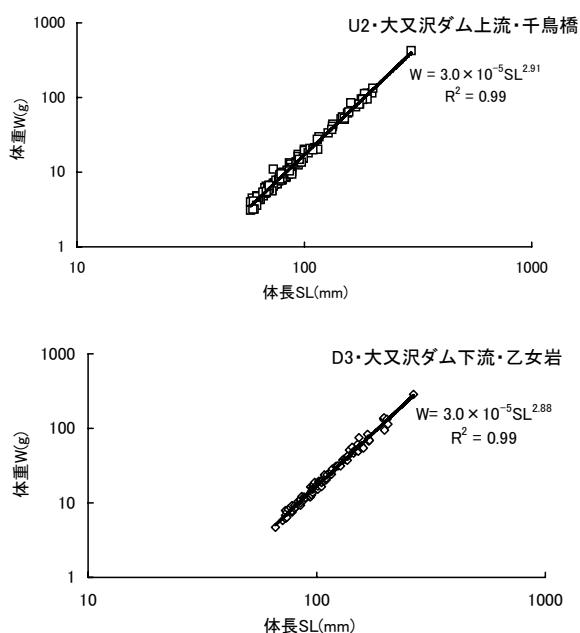 U2・大又沢ダム上流・千鳥橋
1000
W = 3.0 × 10⁻⁵SL²·⁹¹
R² = 0.99
100
体重W(g)
10
1
10
100
1000
体長SL(mm)
D3・大又沢ダム下流・乙女岩
1000
W= 3.0 × 10⁻⁵SL²·⁸⁸
R² = 0.99
100
体重W(g)
10
1
10
100
1000
体長SL(mm)